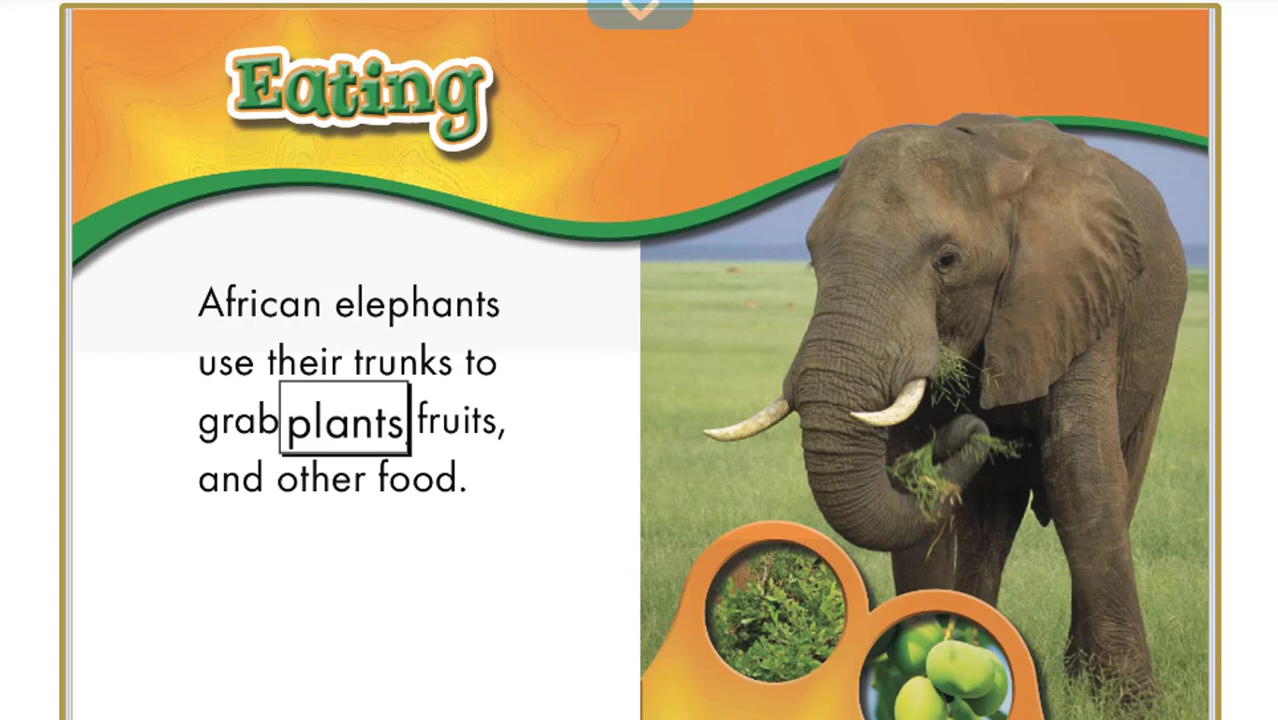 Eating
African elephants
use their trunks to
grab plants, fruits,
and other food.